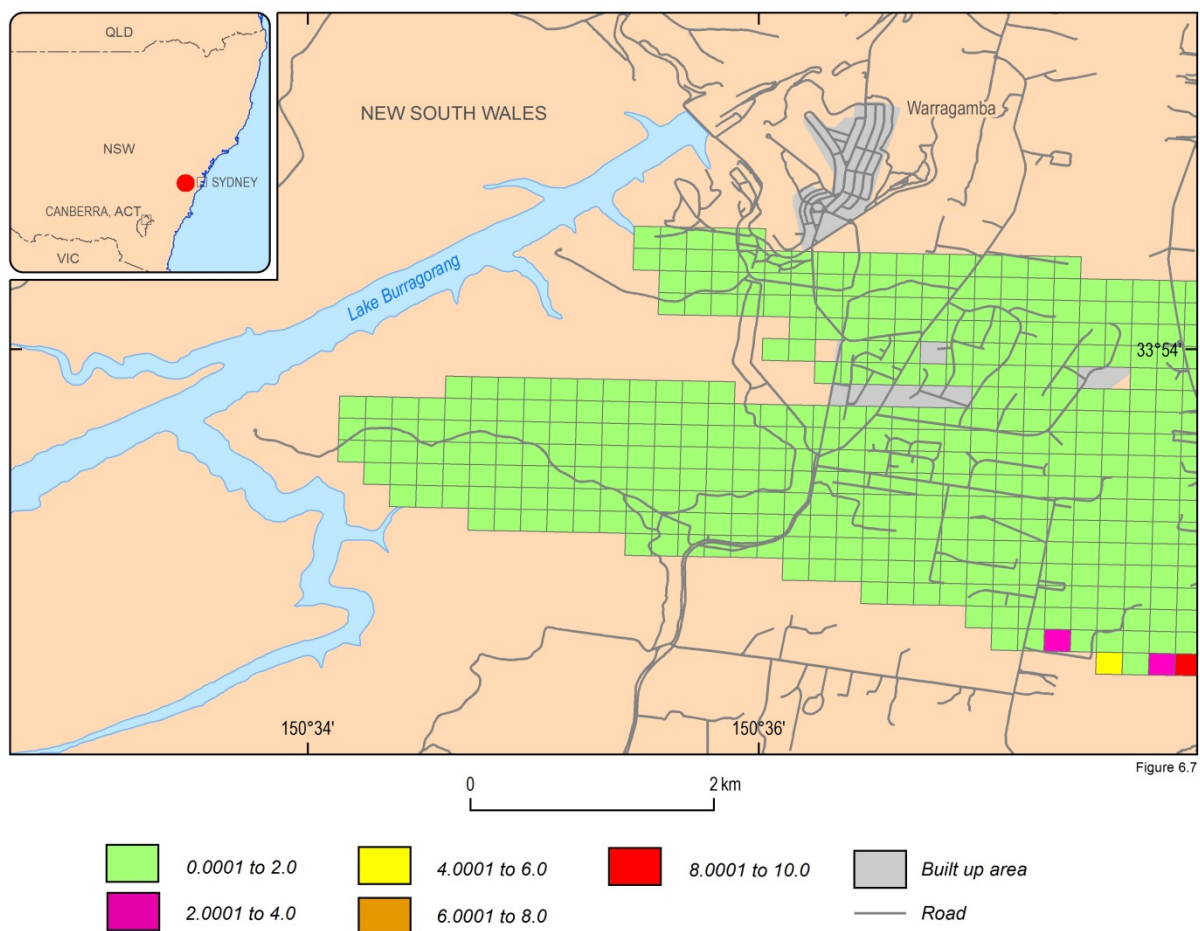 QLD
NSW
SYDNEY
CANBERRA, ACT
VIC
NEW SOUTH WALES
Warragamba
Lake Burragorang
33°54'
150°34'
150°36'
Figure 6.7
0 2 km
0.0001 to 2.0
4.0001 to 6.0
8.0001 to 10.0
Built up area
2.0001 to 4.0
6.0001 to 8.0
Road